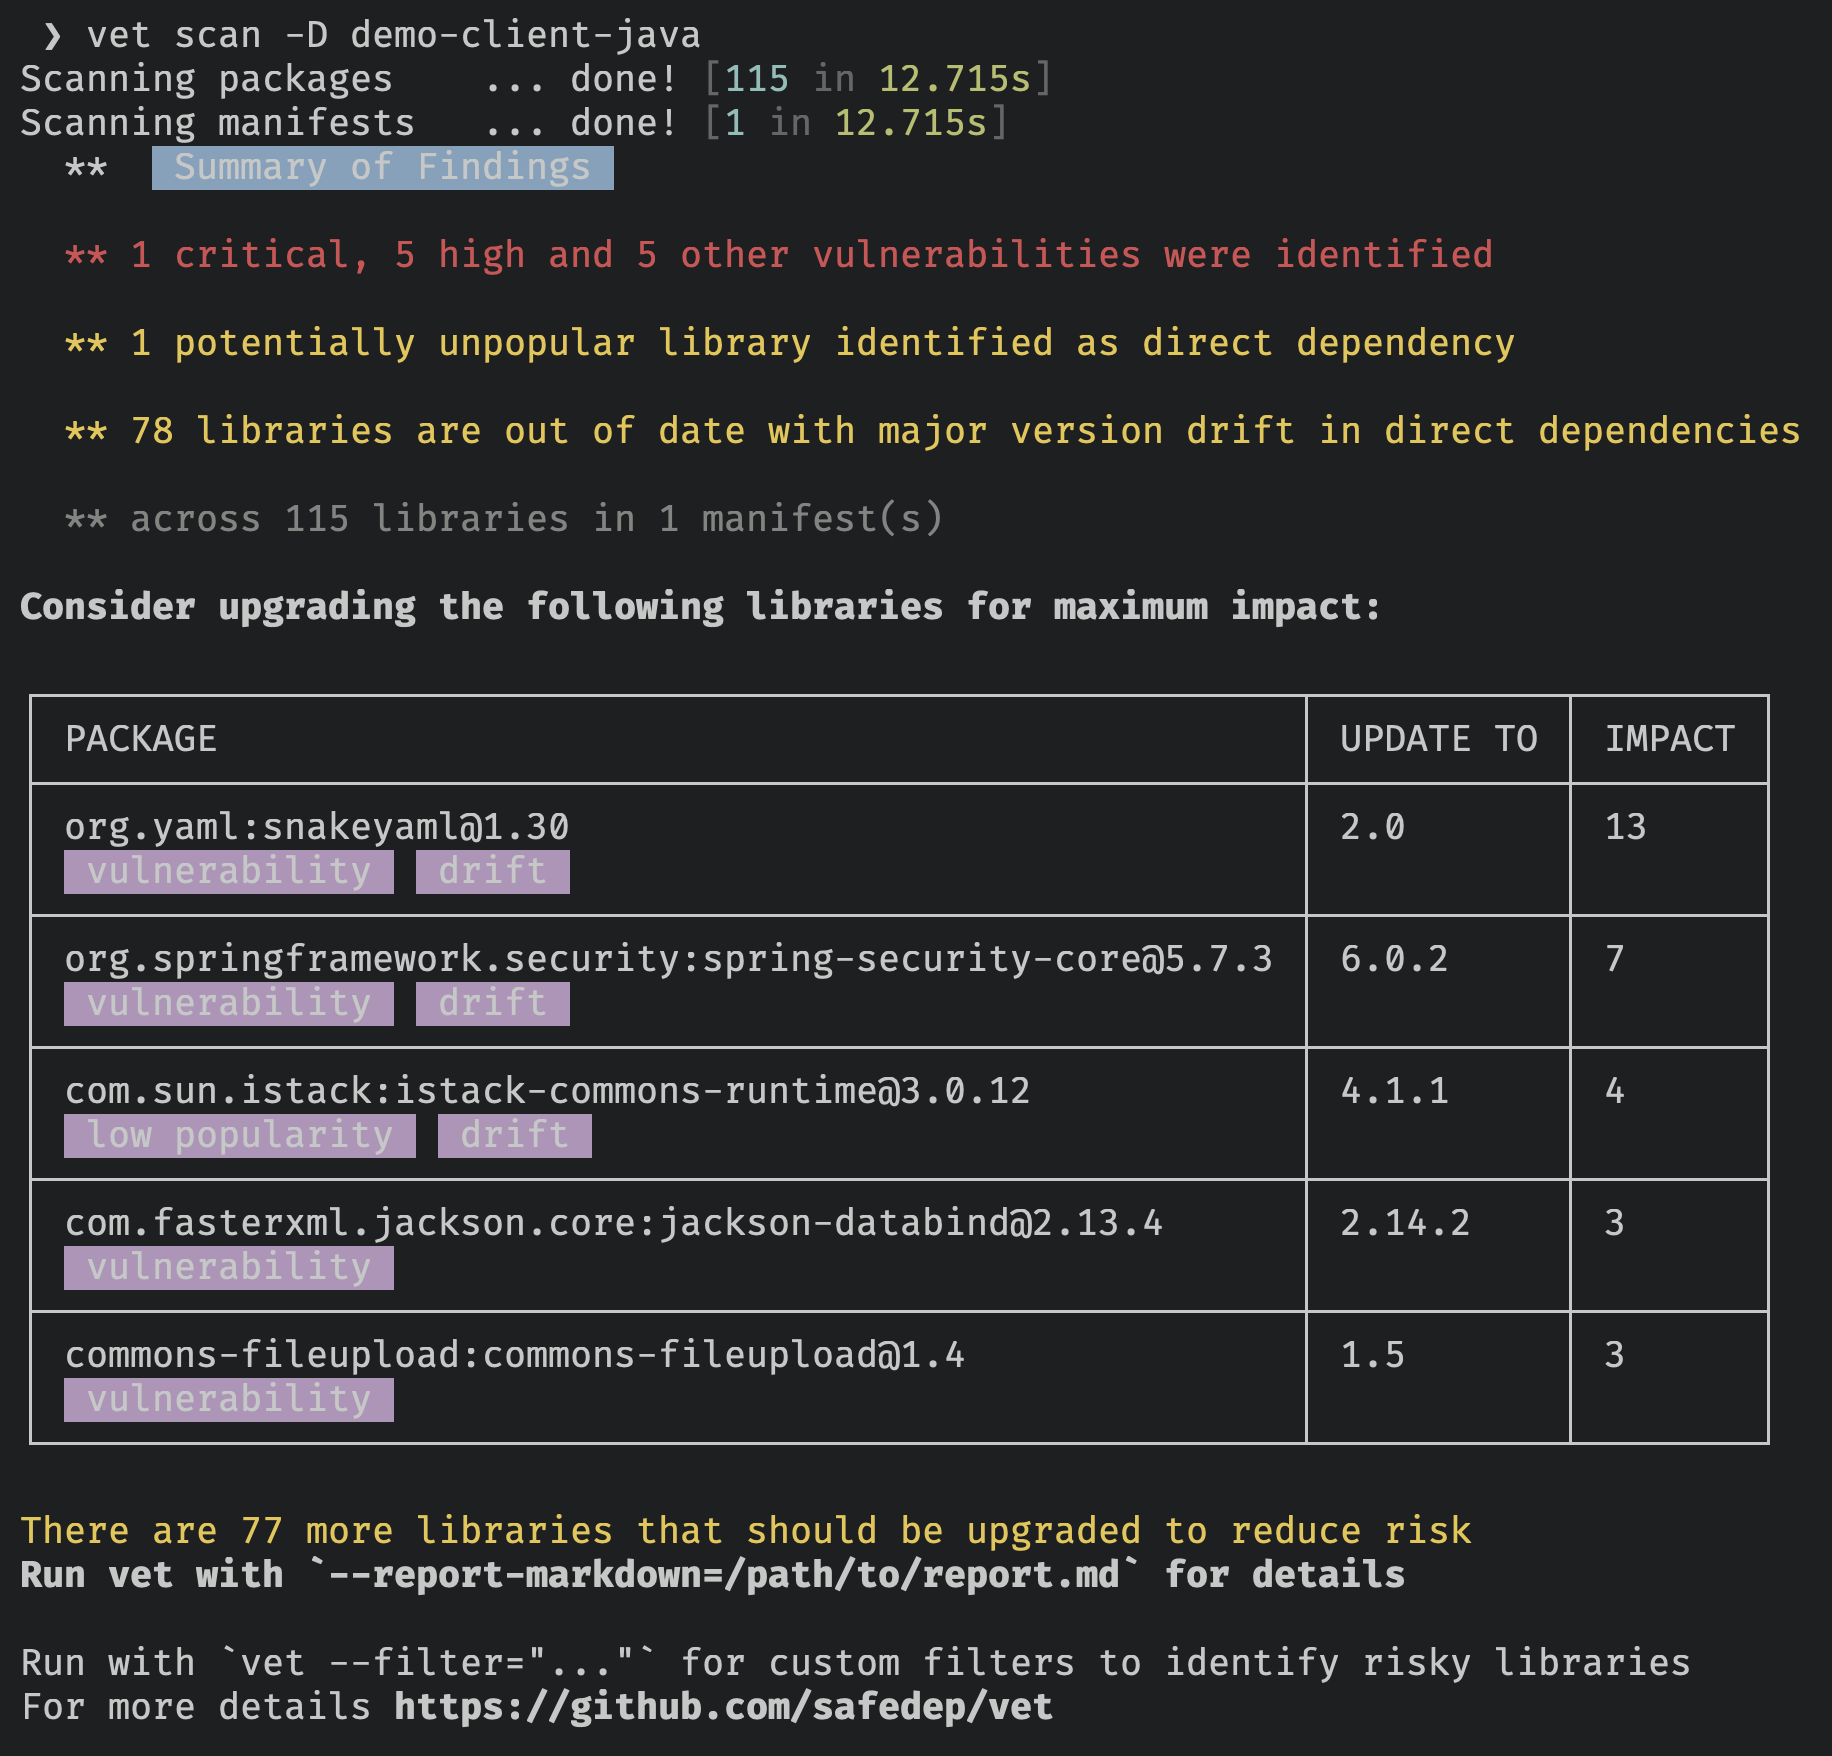 ❯ vet scan -D demo-client-java
Scanning packages    ... done! [115 in 12.715s]
Scanning manifests   ... done! [1 in 12.715s]
** Summary of Findings
** 1 critical, 5 high and 5 other vulnerabilities were identified
** 1 potentially unpopular library identified as direct dependency
** 78 libraries are out of date with major version drift in direct dependencies
** across 115 libraries in 1 manifest(s)
Consider upgrading the following libraries for maximum impact:
PACKAGE UPDATE TO IMPACT
org.yaml:snakeyaml@1.30 2.0 13
vulnerability drift
org.springframework.security:spring-security-core@5.7.3 6.0.2 7
vulnerability drift
com.sun.istack:istack-commons-runtime@3.0.12 4.1.1 4
low popularity drift
com.fasterxml.jackson.core:jackson-databind@2.13.4 2.14.2 3
vulnerability
commons-fileupload:commons-fileupload@1.4 1.5 3
vulnerability
There are 77 more libraries that should be upgraded to reduce risk
Run vet with `--report-markdown=/path/to/report.md` for details
Run with `vet --filter="..."` for custom filters to identify risky libraries
For more details https://github.com/safedep/vet